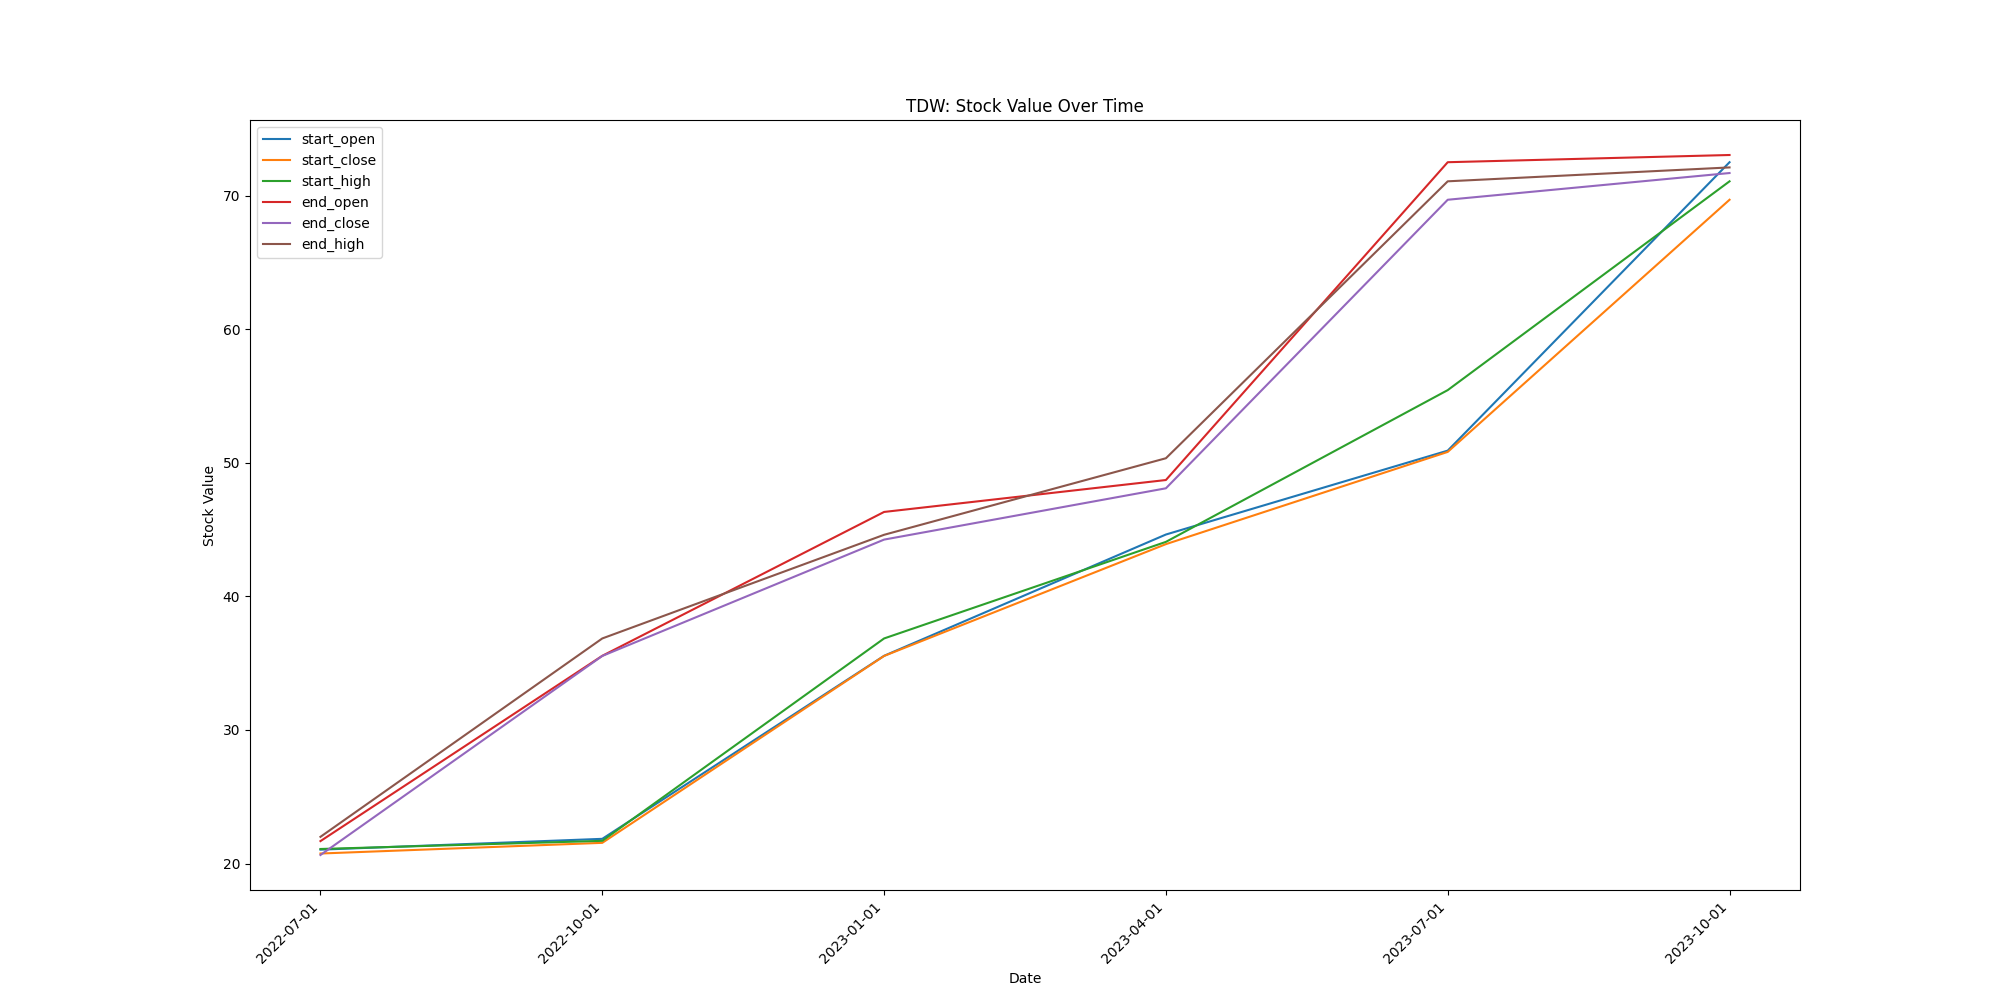 TDW: Stock Value Over Time
start_open
start_close
start_high
end_open
end_close
end_high
70
60
50
40
30
20
Stock Value
2022-07-01
2022-10-01
2023-01-01
2023-04-01
2023-07-01
2023-10-01
Date